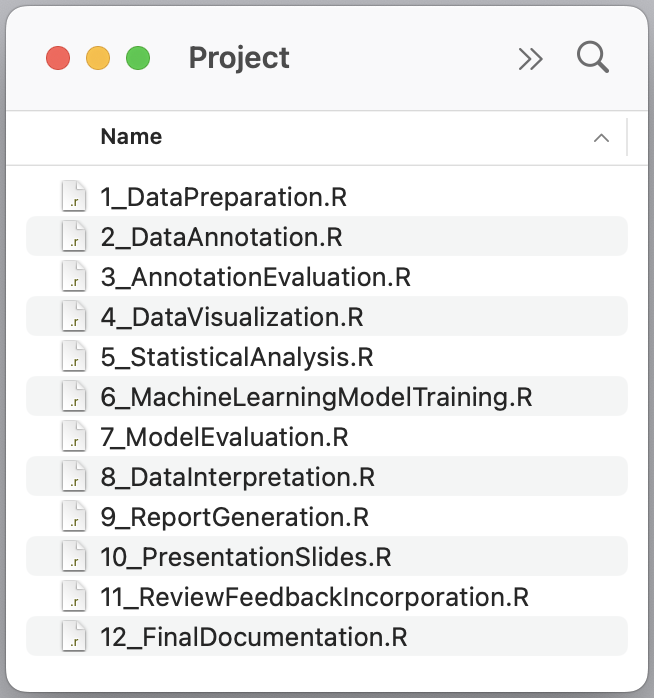 Project
Name
1_DataPreparation.R
2_DataAnnotation.R
3_AnnotationEvaluation.R
4_DataVisualization.R
5_StatisticalAnalysis.R
6_MachineLearningModelTraining.R
7_ModelEvaluation.R
8_DataInterpretation.R
9_ReportGeneration.R
10_PresentationSlides.R
11_ReviewFeedbackIncorporation.R
12_FinalDocumentation.R